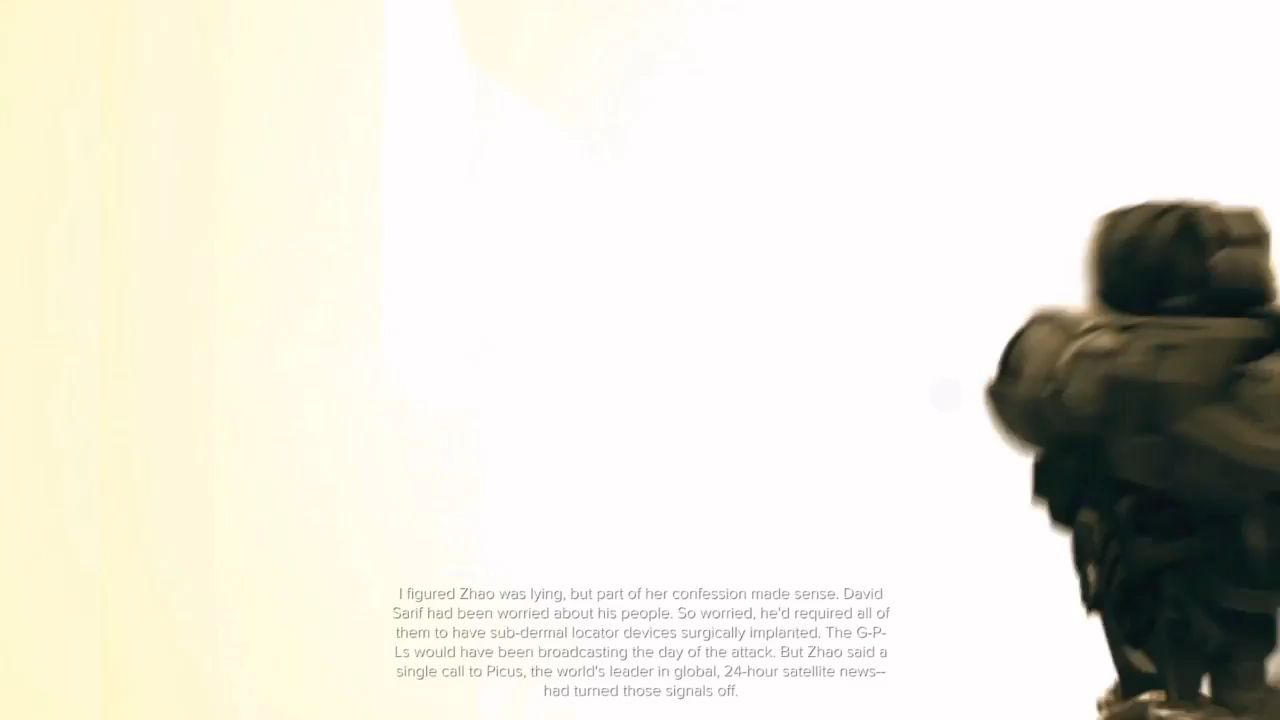 I figured Zhao was lying, but part of her confession made sense. David
Sarif had been worried about his people. So worried, he'd required all of
them to have sub-dermal locator devices surgically implanted. The G-P-
Ls would have been broadcasting the day of the attack. But Zhao said a
single call to Picus, the world's leader in global, 24-hour satellite news--
had turned those signals off.